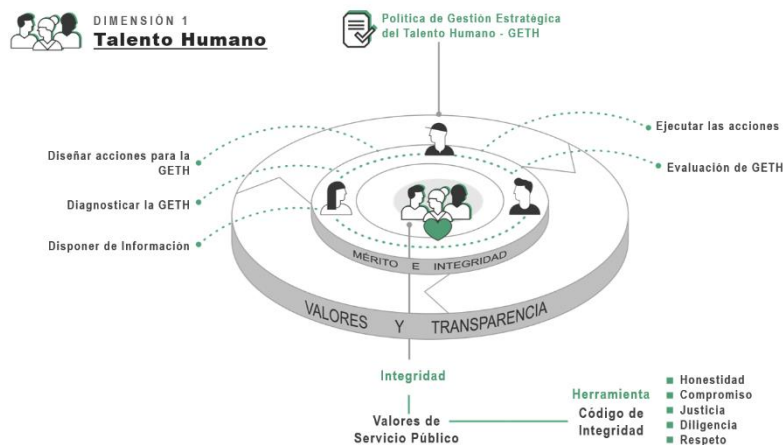 DIMENSIÓN 1
Talento Humano
Política de Gestión Estratégica
del Talento Humano - GETH
Ejecutar las acciones
Diseñar acciones para la
GETH
Evaluación de GETH
Diagnosticar la GETH
Disponer de Información
MÉRITO E INTEGRIDAD
VALORES Y TRANSPARENCIA
Integridad
Valores de
Servicio Público
Herramienta
Código de
Integridad
Honestidad
Compromiso
Justicia
Diligencia
Respeto